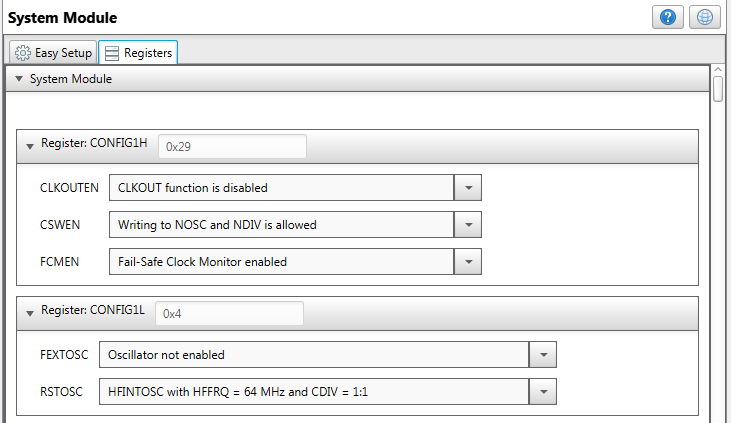 System Module
?
Easy Setup Registers
System Module
Register: CONFIG1H 0x29
CLKOUTEN CLKOUT function is disabled
CSWEN Writing to NOSC and NDIV is allowed
FCMEN Fail-Safe Clock Monitor enabled
Register: CONFIG1L 0x4
FEXTOSC Oscillator not enabled
RSTOSC HFINTOSC with HFFRQ = 64 MHz and CDIV = 1:1